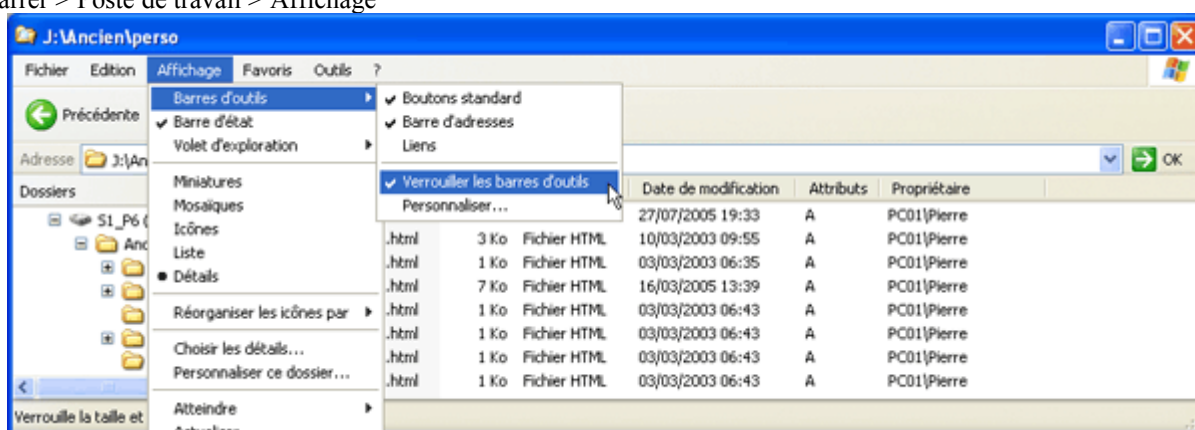 > Poste de travail > Affichage
J:\Ancien\perso
Fichier Edition Affichage Favoris Outils ?
Précédente
Adresse J:\An OK
Dossiers
S1_P6 (
Anc
Barres d'outils
Barre d'état
Volet d'exploration
Miniatures
Mosaïques
Icônes
Liste
Détails
Réorganiser les icônes par
Choisir les détails...
Personnaliser ce dossier...
Atteindre
Boutons standard
Barre d'adresses
Liens
Verrouiller les barres d'outils
Personnaliser...
Date de modification Attributs Propriétaire
27/07/2005 19:33 A PC01\Pierre
.html 3 Ko Fichier HTML 10/03/2003 09:55 A PC01\Pierre
.html 1 Ko Fichier HTML 03/03/2003 06:35 A PC01\Pierre
.html 7 Ko Fichier HTML 16/03/2005 13:39 A PC01\Pierre
.html 1 Ko Fichier HTML 03/03/2003 06:43 A PC01\Pierre
.html 1 Ko Fichier HTML 03/03/2003 06:43 A PC01\Pierre
.html 1 Ko Fichier HTML 03/03/2003 06:43 A PC01\Pierre
.html 1 Ko Fichier HTML 03/03/2003 06:43 A PC01\Pierre
Verrouille la taille et